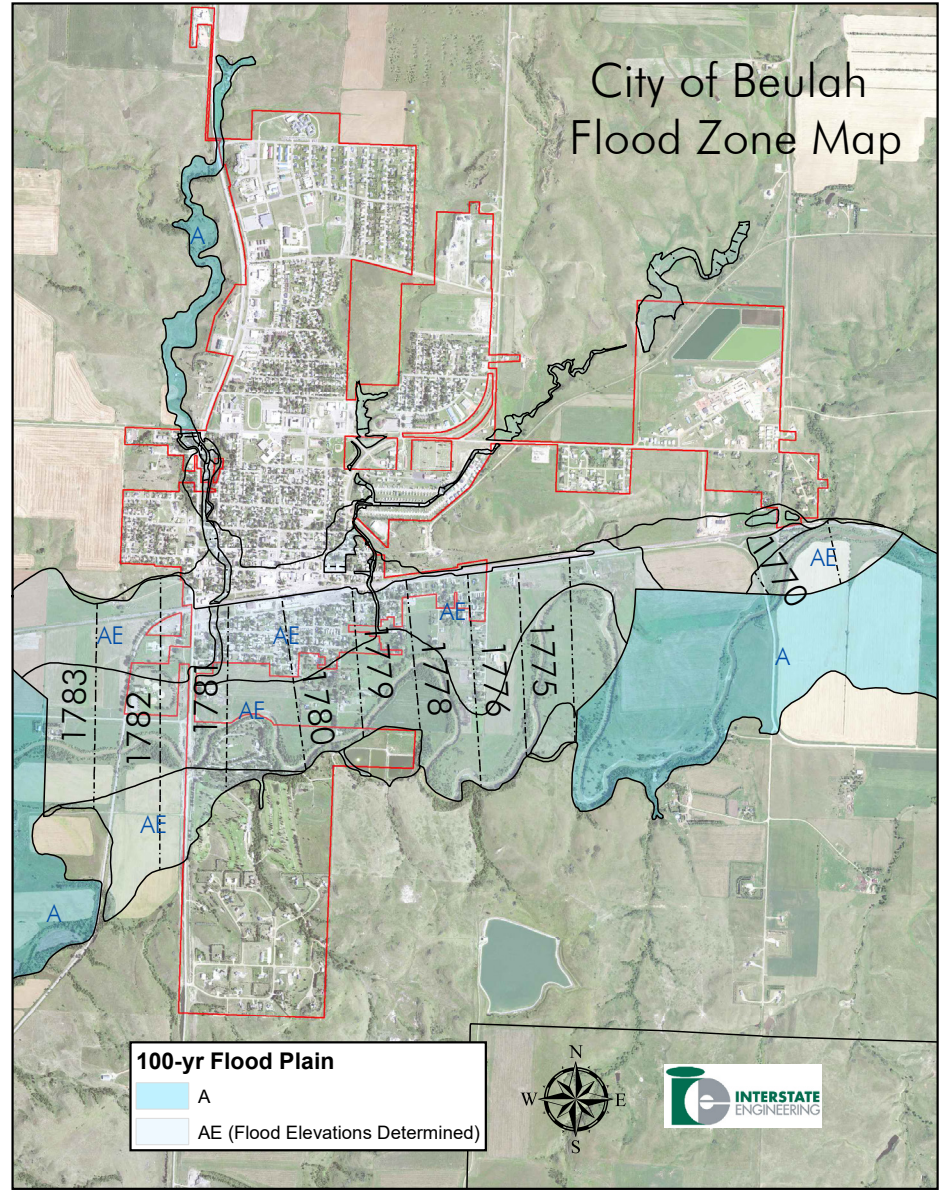 City of Beulah
Flood Zone Map
A
AE
1770
AE
AE
AE
A
1783
1782
1781
1780
1779
1778
1776
1775
AE
AE
A
100-yr Flood Plain
A
AE (Flood Elevations Determined)
N
W
E
S
INTERSTATE
ENGINEERING